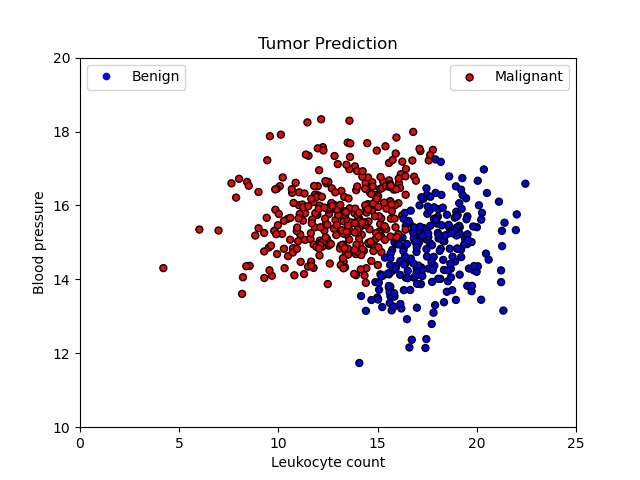 Tumor Prediction
Benign
Malignant
20
18
16
14
12
10
Blood pressure
0 5 10 15 20 25
Leukocyte count